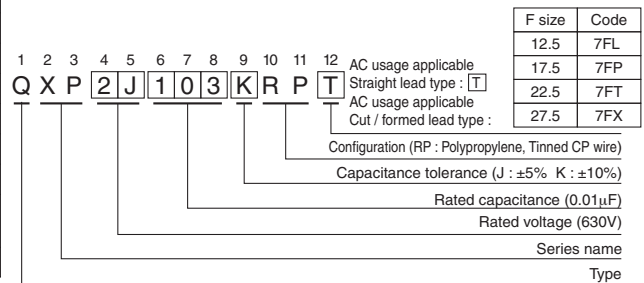 F size Code
12.5 7FL
17.5 7FP
22.5 7FT
27.5 7FX
1 2 3 4 5 6 7 8 9 10 11 12
Q X P 2 J 1 0 3 K R P T
AC usage applicable
Straight lead type : T
AC usage applicable
Cut / formed lead type :
Configuration (RP : Polypropylene, Tinned CP wire)
Capacitance tolerance (J : ±5% K : ±10%)
Rated capacitance (0.01μF)
Rated voltage (630V)
Series name
Type